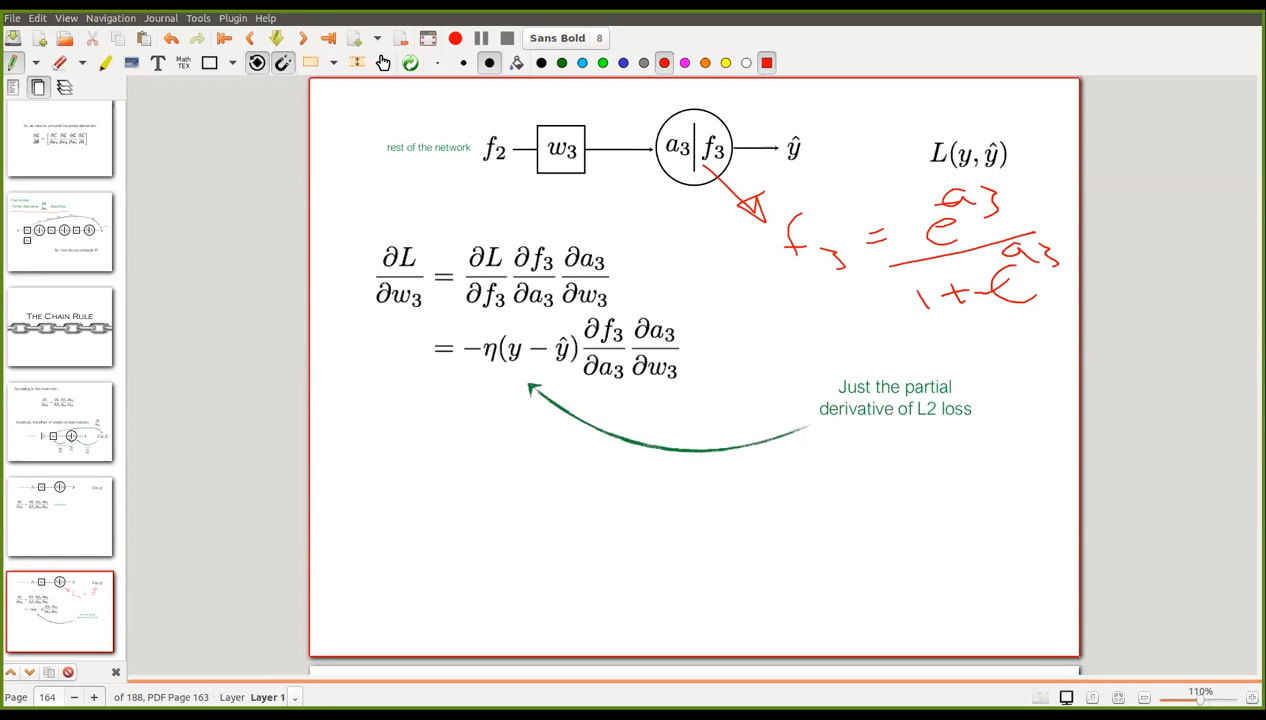 File Edit View Navigation Journal Tools Plugin Help
Sans Bold 8
Math TEX
rest of the network f₂ w₃ a₃ f₃ ŷ L(y, ŷ)
f₃ = e^a₃ / 1 + e^a₃
∂L/∂w₃ = ∂L/∂f₃ ∂f₃/∂a₃ ∂a₃/∂w₃
= −η(y − ŷ) ∂f₃/∂a₃ ∂a₃/∂w₃
Just the partial
derivative of L2 loss
THE CHAIN RULE
Page 164 of 188, PDF Page 163 Layer Layer 1 110%